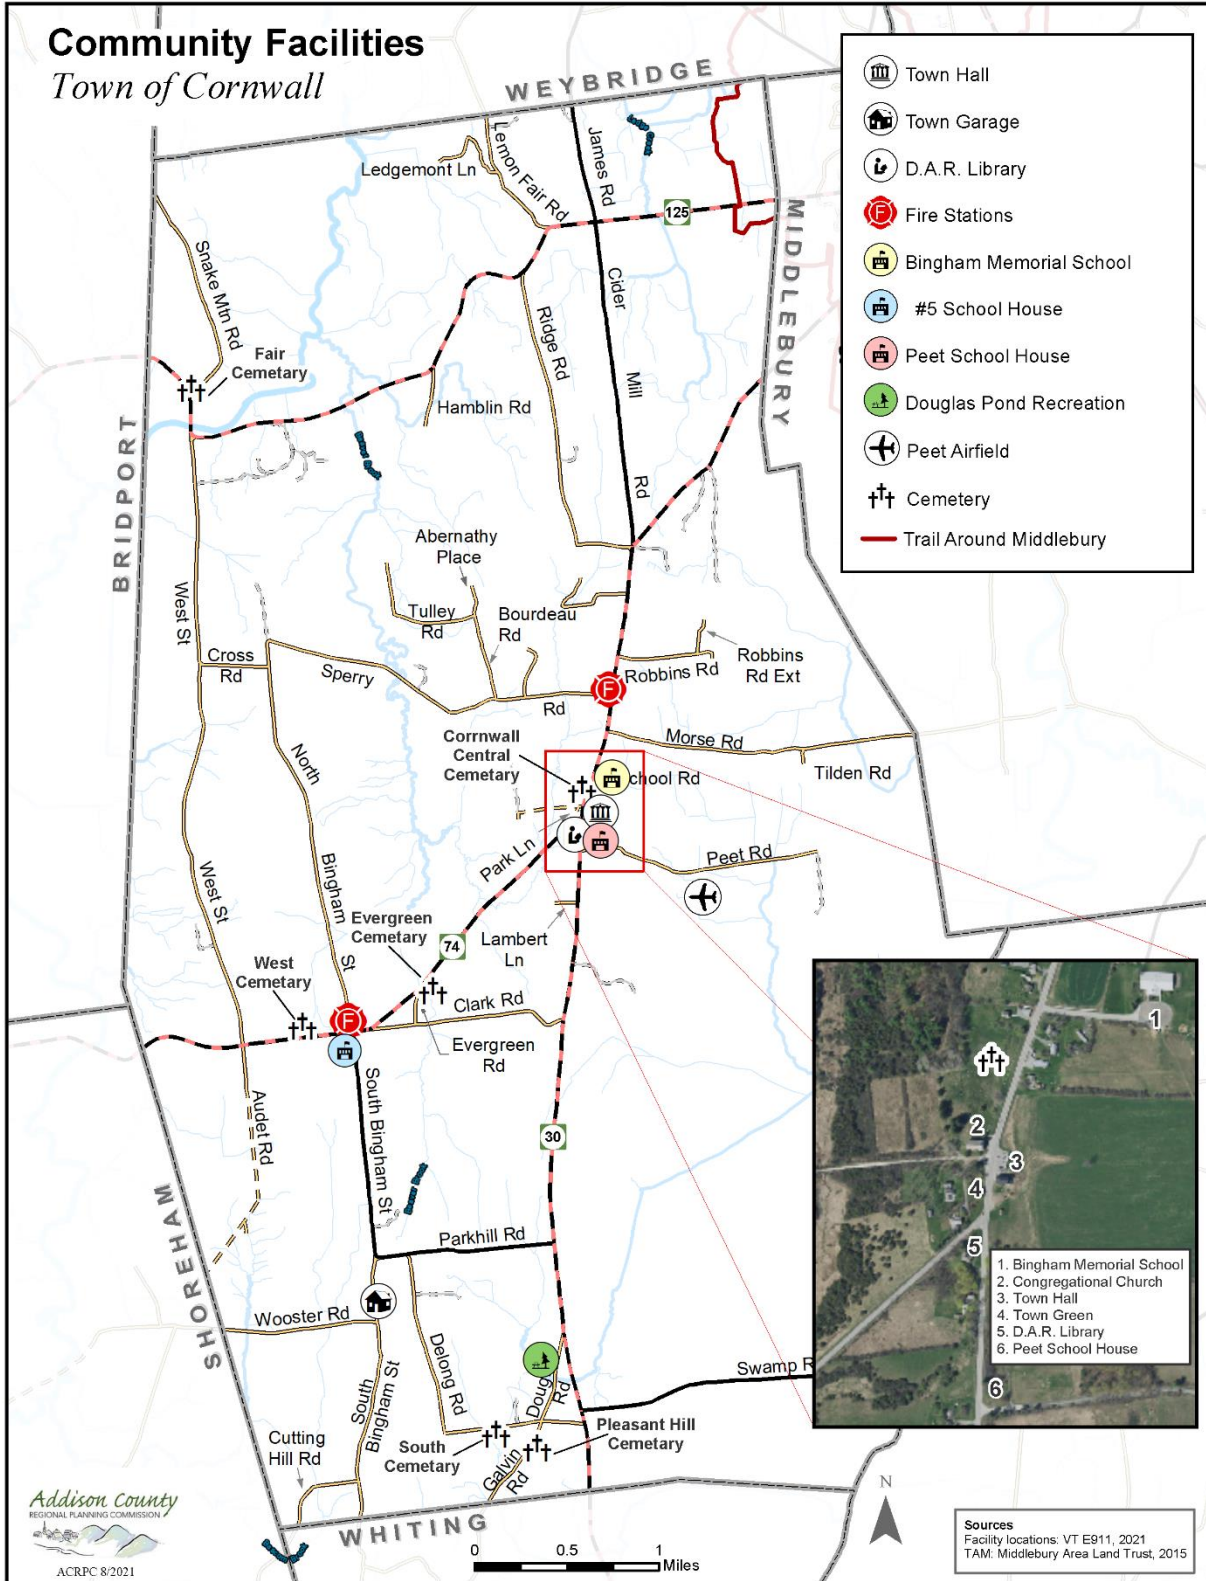 Community Facilities
Town of Cornwall
WEYBRIDGE
MIDDLEBURY
BRIDPORT
SHOREHAM
WHITING
Town Hall
Town Garage
D.A.R. Library
F Fire Stations
Bingham Memorial School
#5 School House
Peet School House
Douglas Pond Recreation
Peet Airfield
Cemetery
Trail Around Middlebury
Ledgemont Ln
Lemon Fair Rd
James Rd
125
Snake Mtn Rd
Fair
Cemetary
Cider
Mill
Rd
Ridge Rd
Hamblin Rd
Abernathy
Place
Tulley
Rd
Bourdeau
Rd
West St
Cross
Rd
Sperry
Rd
F
Robbins Rd
Robbins
Rd Ext
Morse Rd
Tilden Rd
Corrnwall
Central
Cemetary
chool Rd
North
Bingham
St
Park Ln
Peet Rd
West St
Evergreen
Cemetary
74
Lambert
Ln
West
Cemetary
F
Clark Rd
Evergreen
Rd
Audet Rd
South Bingham St
30
Parkhill Rd
Wooster Rd
Delong Rd
Doug
Rd
Swamp R
South
Bingham St
South
Cemetary
Pleasant Hill
Cemetary
Galvin
Rd
Cutting
Hill Rd
1
2
3
4
5
6
1. Bingham Memorial School
2. Congregational Church
3. Town Hall
4. Town Green
5. D.A.R. Library
6. Peet School House
Addison County
REGIONAL PLANNING COMMISSION
ACRPC 8/2021
0 0.5 1
Miles
N
Sources
Facility locations: VT E911, 2021
TAM: Middlebury Area Land Trust, 2015